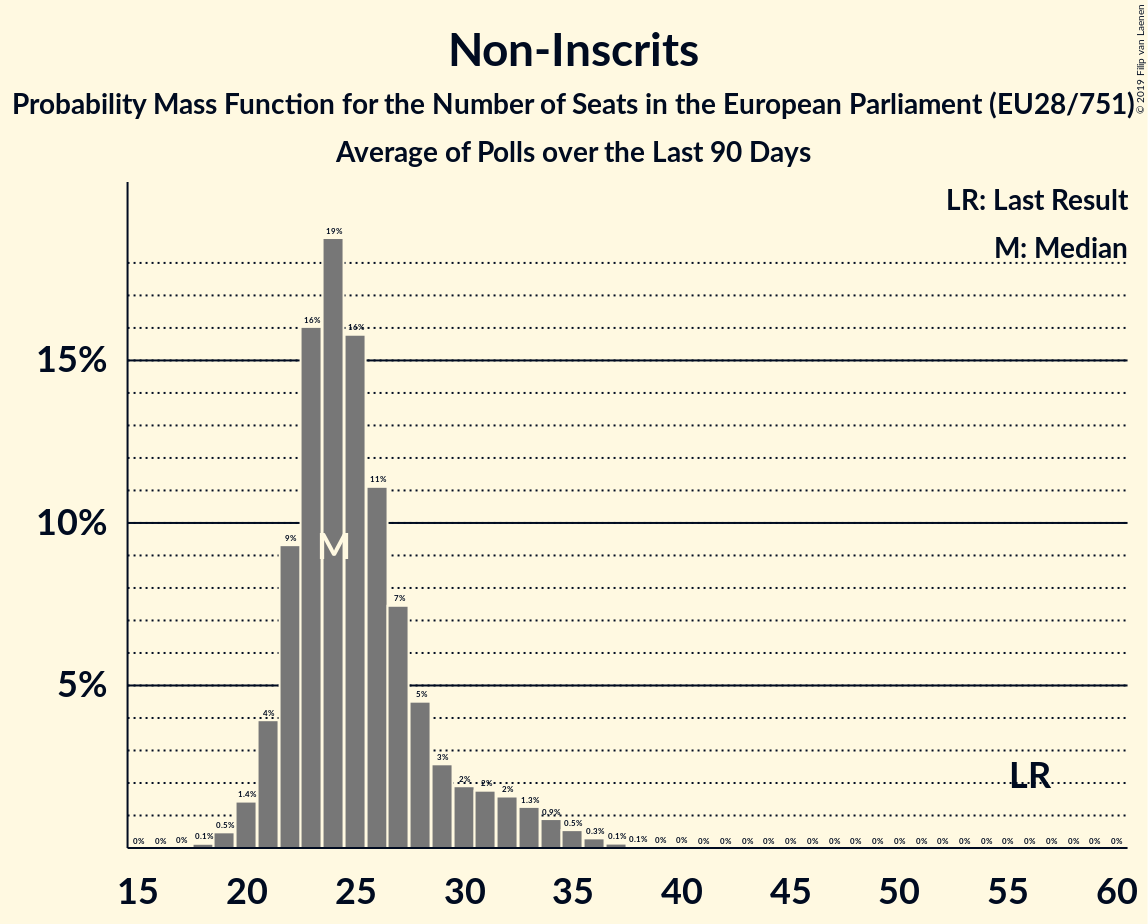 Non-Inscrits
Probability Mass Function for the Number of Seats in the European Parliament (EU28/751)
Average of Polls over the Last 90 Days
© 2019 Filip van Laenen
LR: Last Result
M: Median
15%
10%
5%
0% 0% 0% 0.1% 0.5% 1.4% 4% 9% 16% 19% 16% 11% 7% 5% 3% 2% 2% 2% 1.3% 0.9% 0.5% 0.3% 0.1% 0.1% 0% 0% 0% 0% 0% 0% 0% 0% 0% 0% 0% 0% 0% 0% 0% 0% 0% 0% 0% 0% 0% 0%
M
LR
15 20 25 30 35 40 45 50 55 60